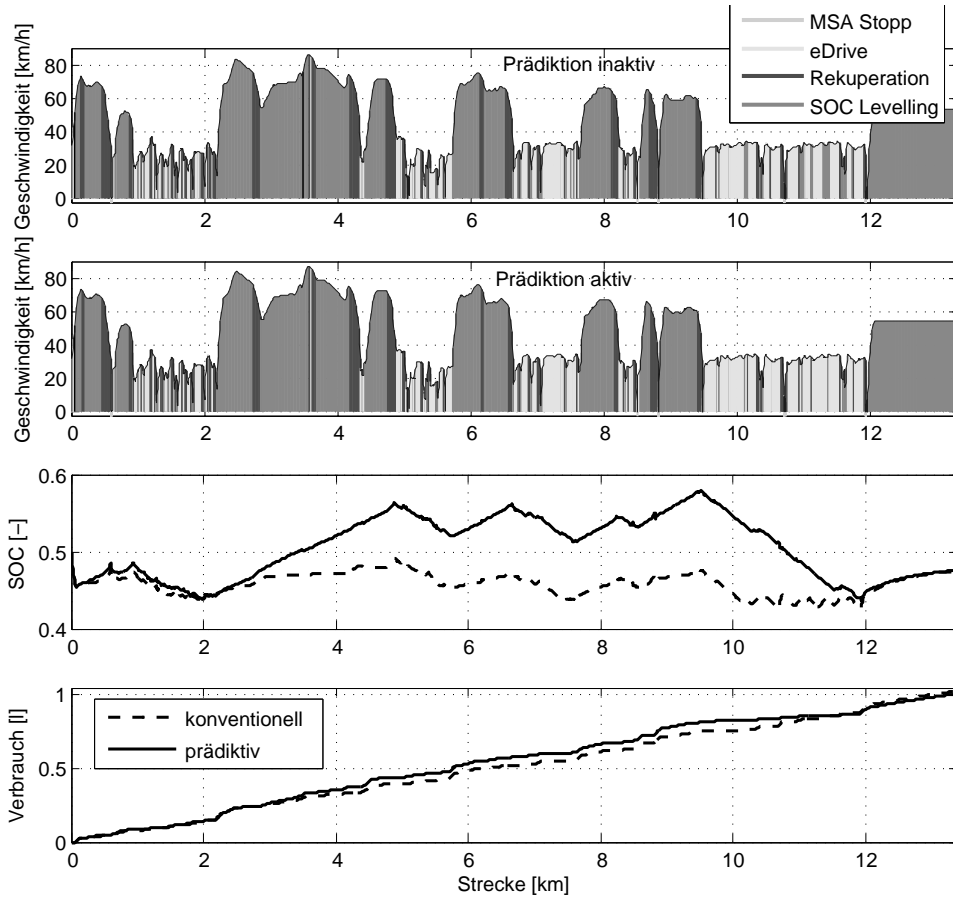 MSA Stopp
eDrive
Rekuperation
SOC Levelling
Prädiktion inaktiv
Geschwindigkeit [km/h]
80
60
40
20
0
0 2 4 6 8 10 12
Prädiktion aktiv
Geschwindigkeit [km/h]
80
60
40
20
0
0 2 4 6 8 10 12
SOC [–]
0.6
0.5
0.4
0 2 4 6 8 10 12
Verbrauch [l]
1
0.5
0
konventionell
prädiktiv
0 2 4 6 8 10 12
Strecke [km]